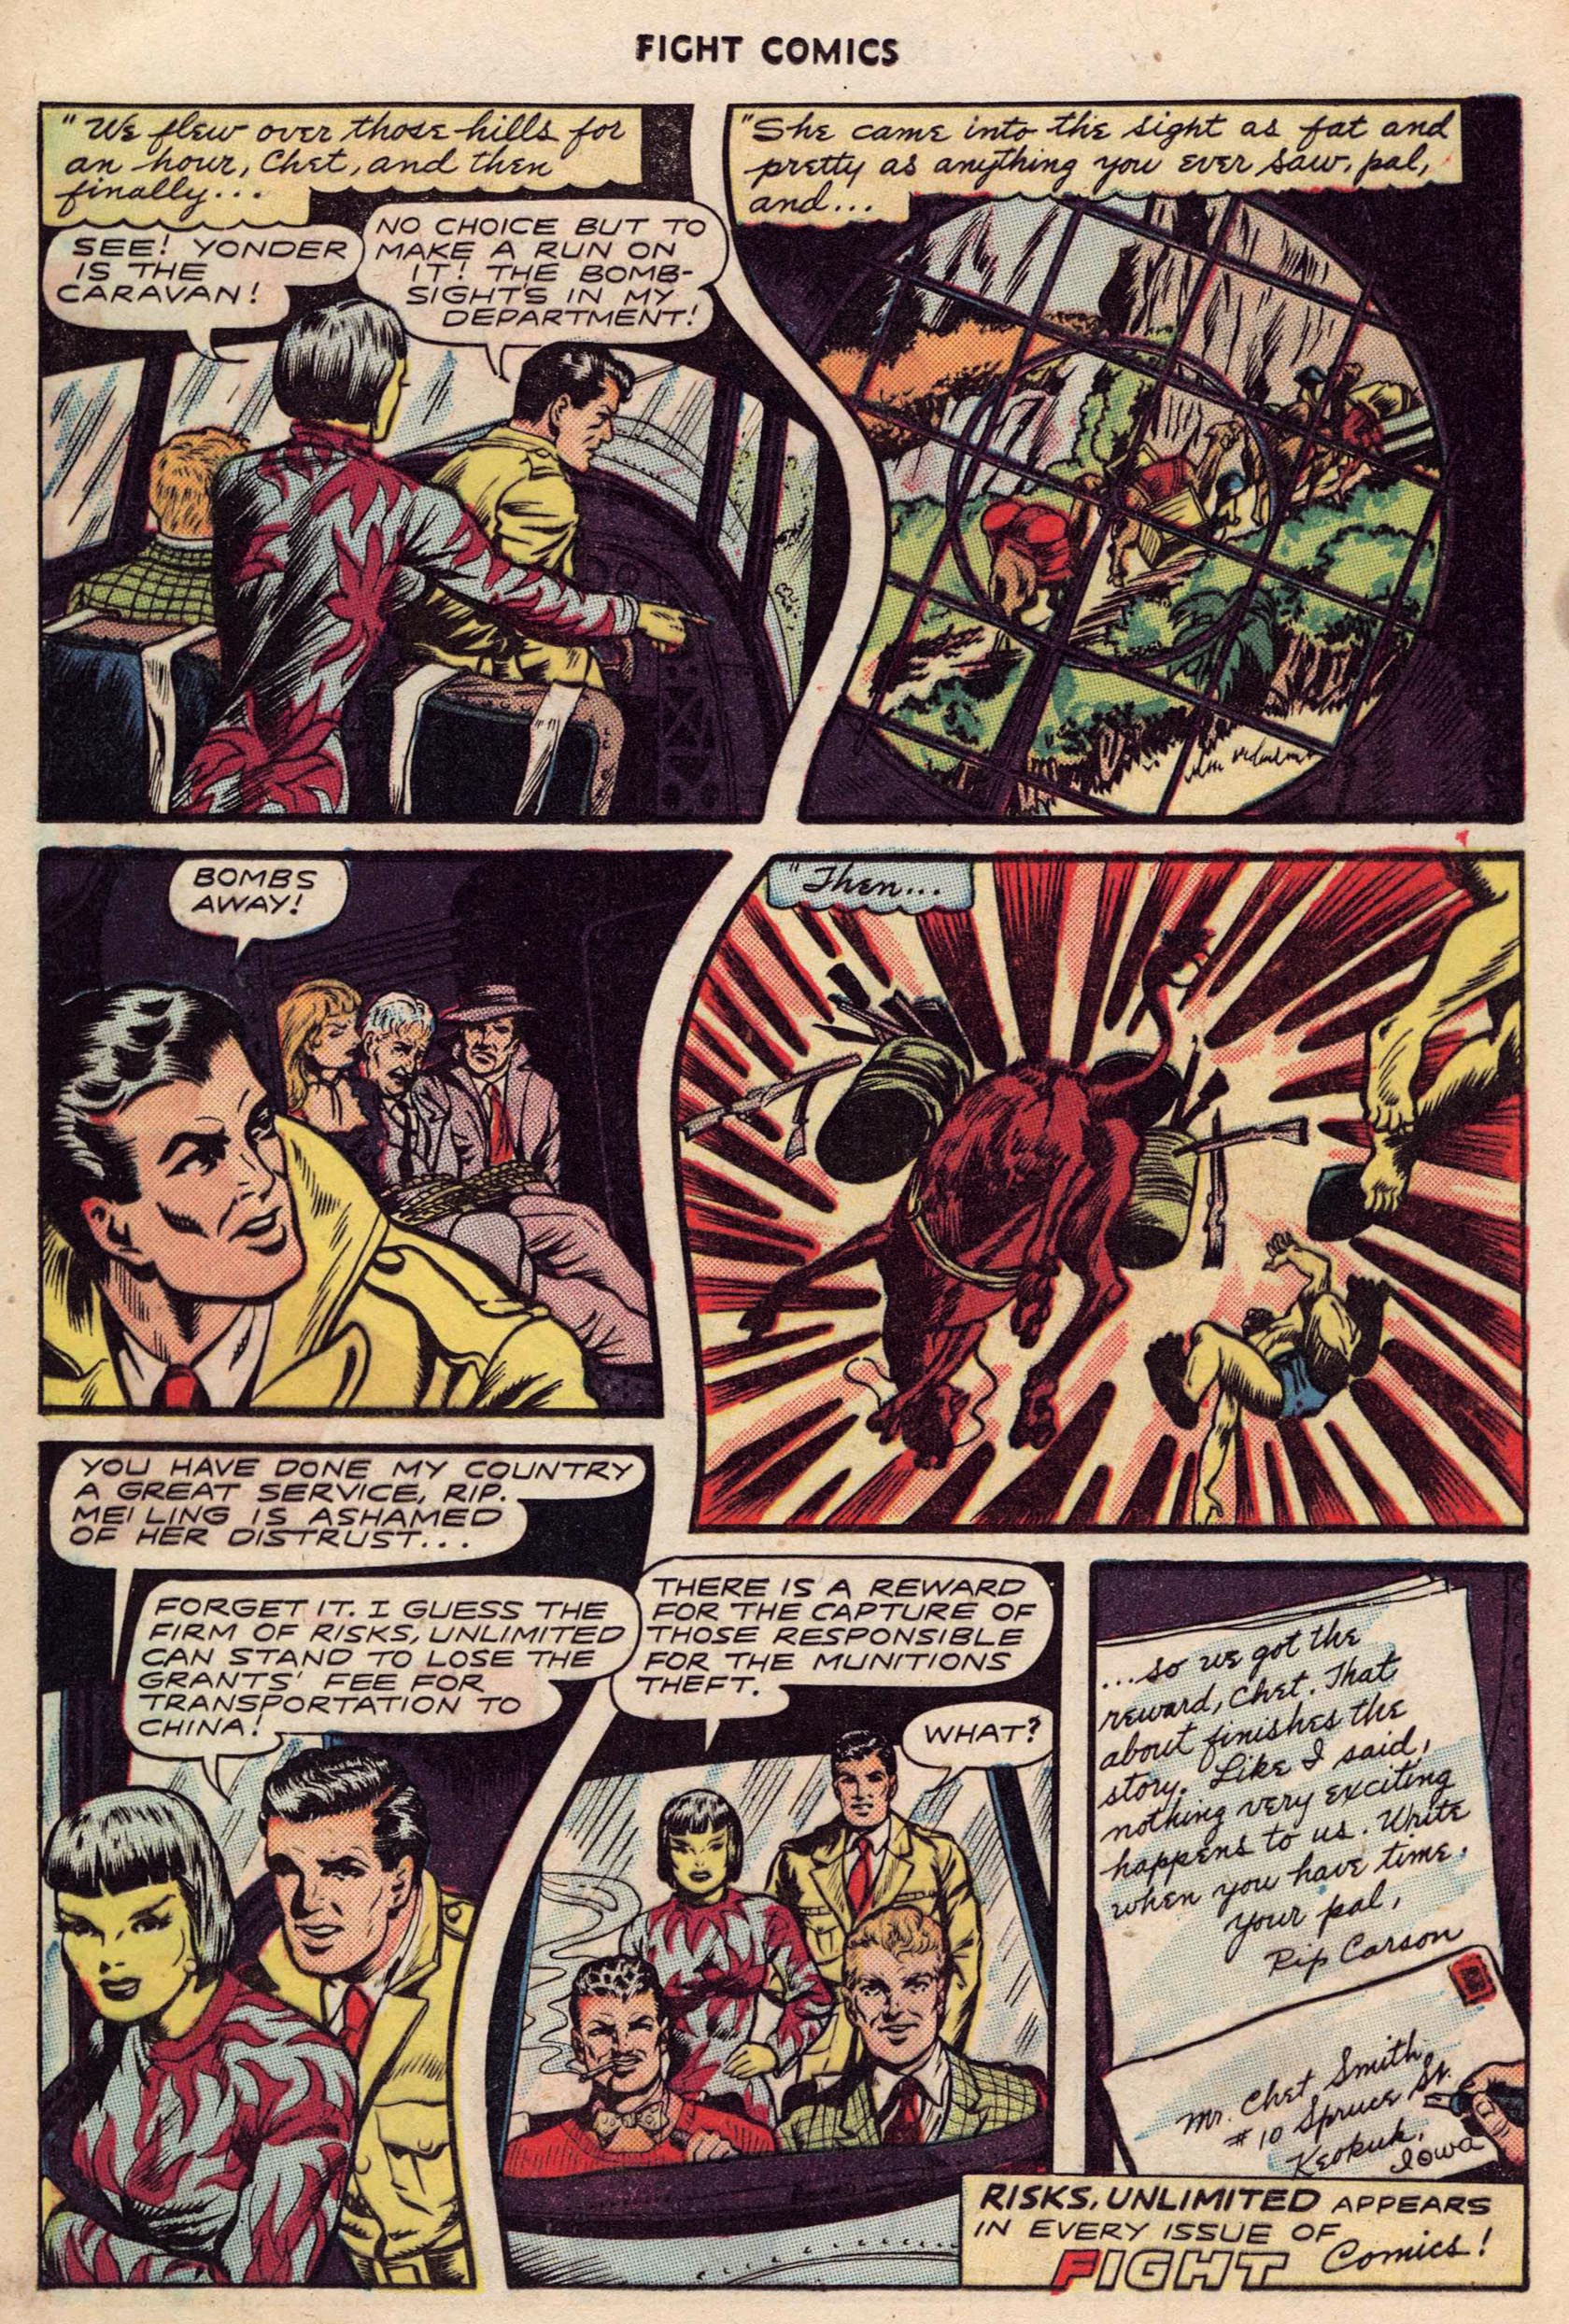 FIGHT COMICS
"We flew over those hills for
an hour, Chet, and then
finally...
SEE! YONDER
IS THE
CARAVAN!
NO CHOICE BUT TO
MAKE A RUN ON
IT! THE BOMB-
SIGHTS IN MY
DEPARTMENT!
"She came into the sight as fat and
pretty as anything you ever saw, pal,
and...
BOMBS
AWAY!
"Then...
YOU HAVE DONE MY COUNTRY
A GREAT SERVICE, RIP.
MEI LING IS ASHAMED
OF HER DISTRUST...
FORGET IT. I GUESS THE
FIRM OF RISKS, UNLIMITED
CAN STAND TO LOSE THE
GRANTS' FEE FOR
TRANSPORTATION TO
CHINA!
THERE IS A REWARD
FOR THE CAPTURE OF
THOSE RESPONSIBLE
FOR THE MUNITIONS
THEFT.
WHAT?
...so we got the
reward, Chet. That
about finishes the
story. Like I said,
nothing very exciting
happens to us. Write
when you have time.
Your pal,
Rip Carson
Mr. Chet Smith
#10 Spruce St.
Keokuk,
Iowa
RISKS, UNLIMITED APPEARS
IN EVERY ISSUE OF
FIGHT Comics!